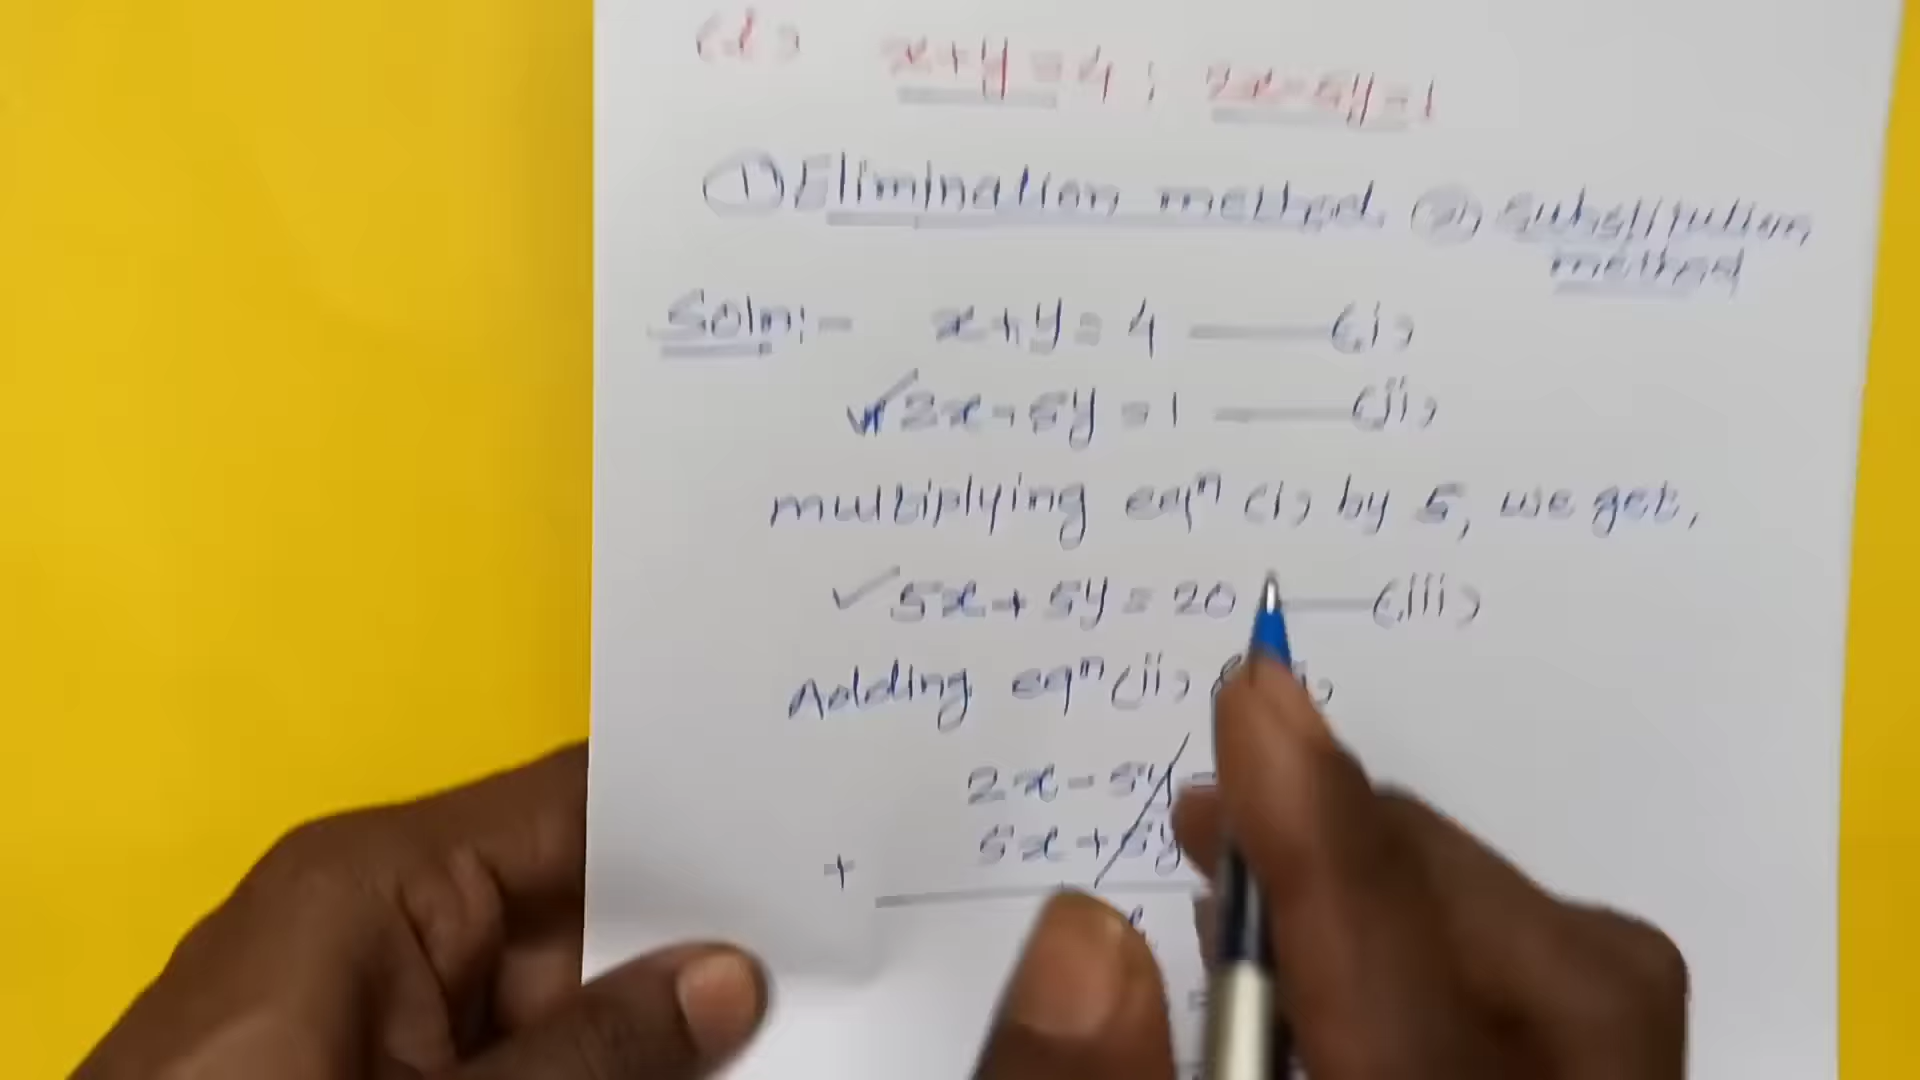 x+y = 4 ; 2x-5y=1
(1) Elimination method (2) Substitution
method
Soln:- x+y = 4 —— (i)
2x-5y = 1 —— (ii)
multiplying eqⁿ (i) by 5, we get,
5x+5y = 20 —— (iii)
Adding eqⁿ (ii)
2x-5y
5x+5y
+